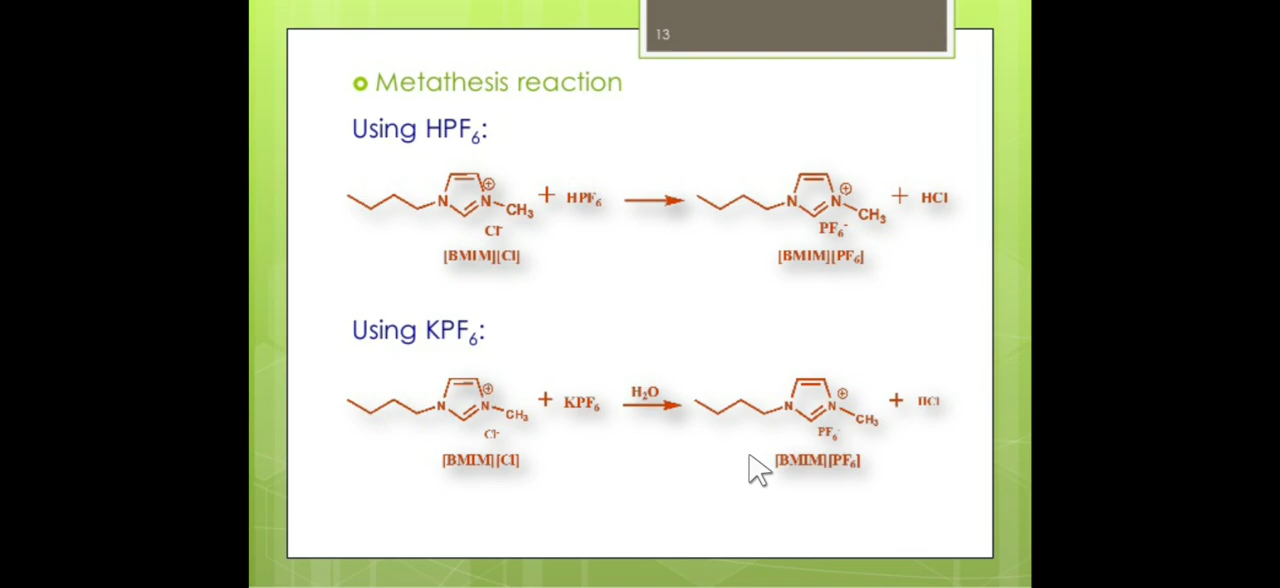 13
Metathesis reaction
Using HPF₆:
N N CH₃ + HPF₆ → N N CH₃ + HCl
⊕ ⊕
Cl⁻ PF₆⁻
[BMIM][Cl] [BMIM][PF₆]
Using KPF₆:
N N CH₃ + KPF₆ H₂O → N N CH₃ + HCl
⊕ ⊕
Cl⁻ PF₆⁻
[BMIM][Cl] [BMIM][PF₆]